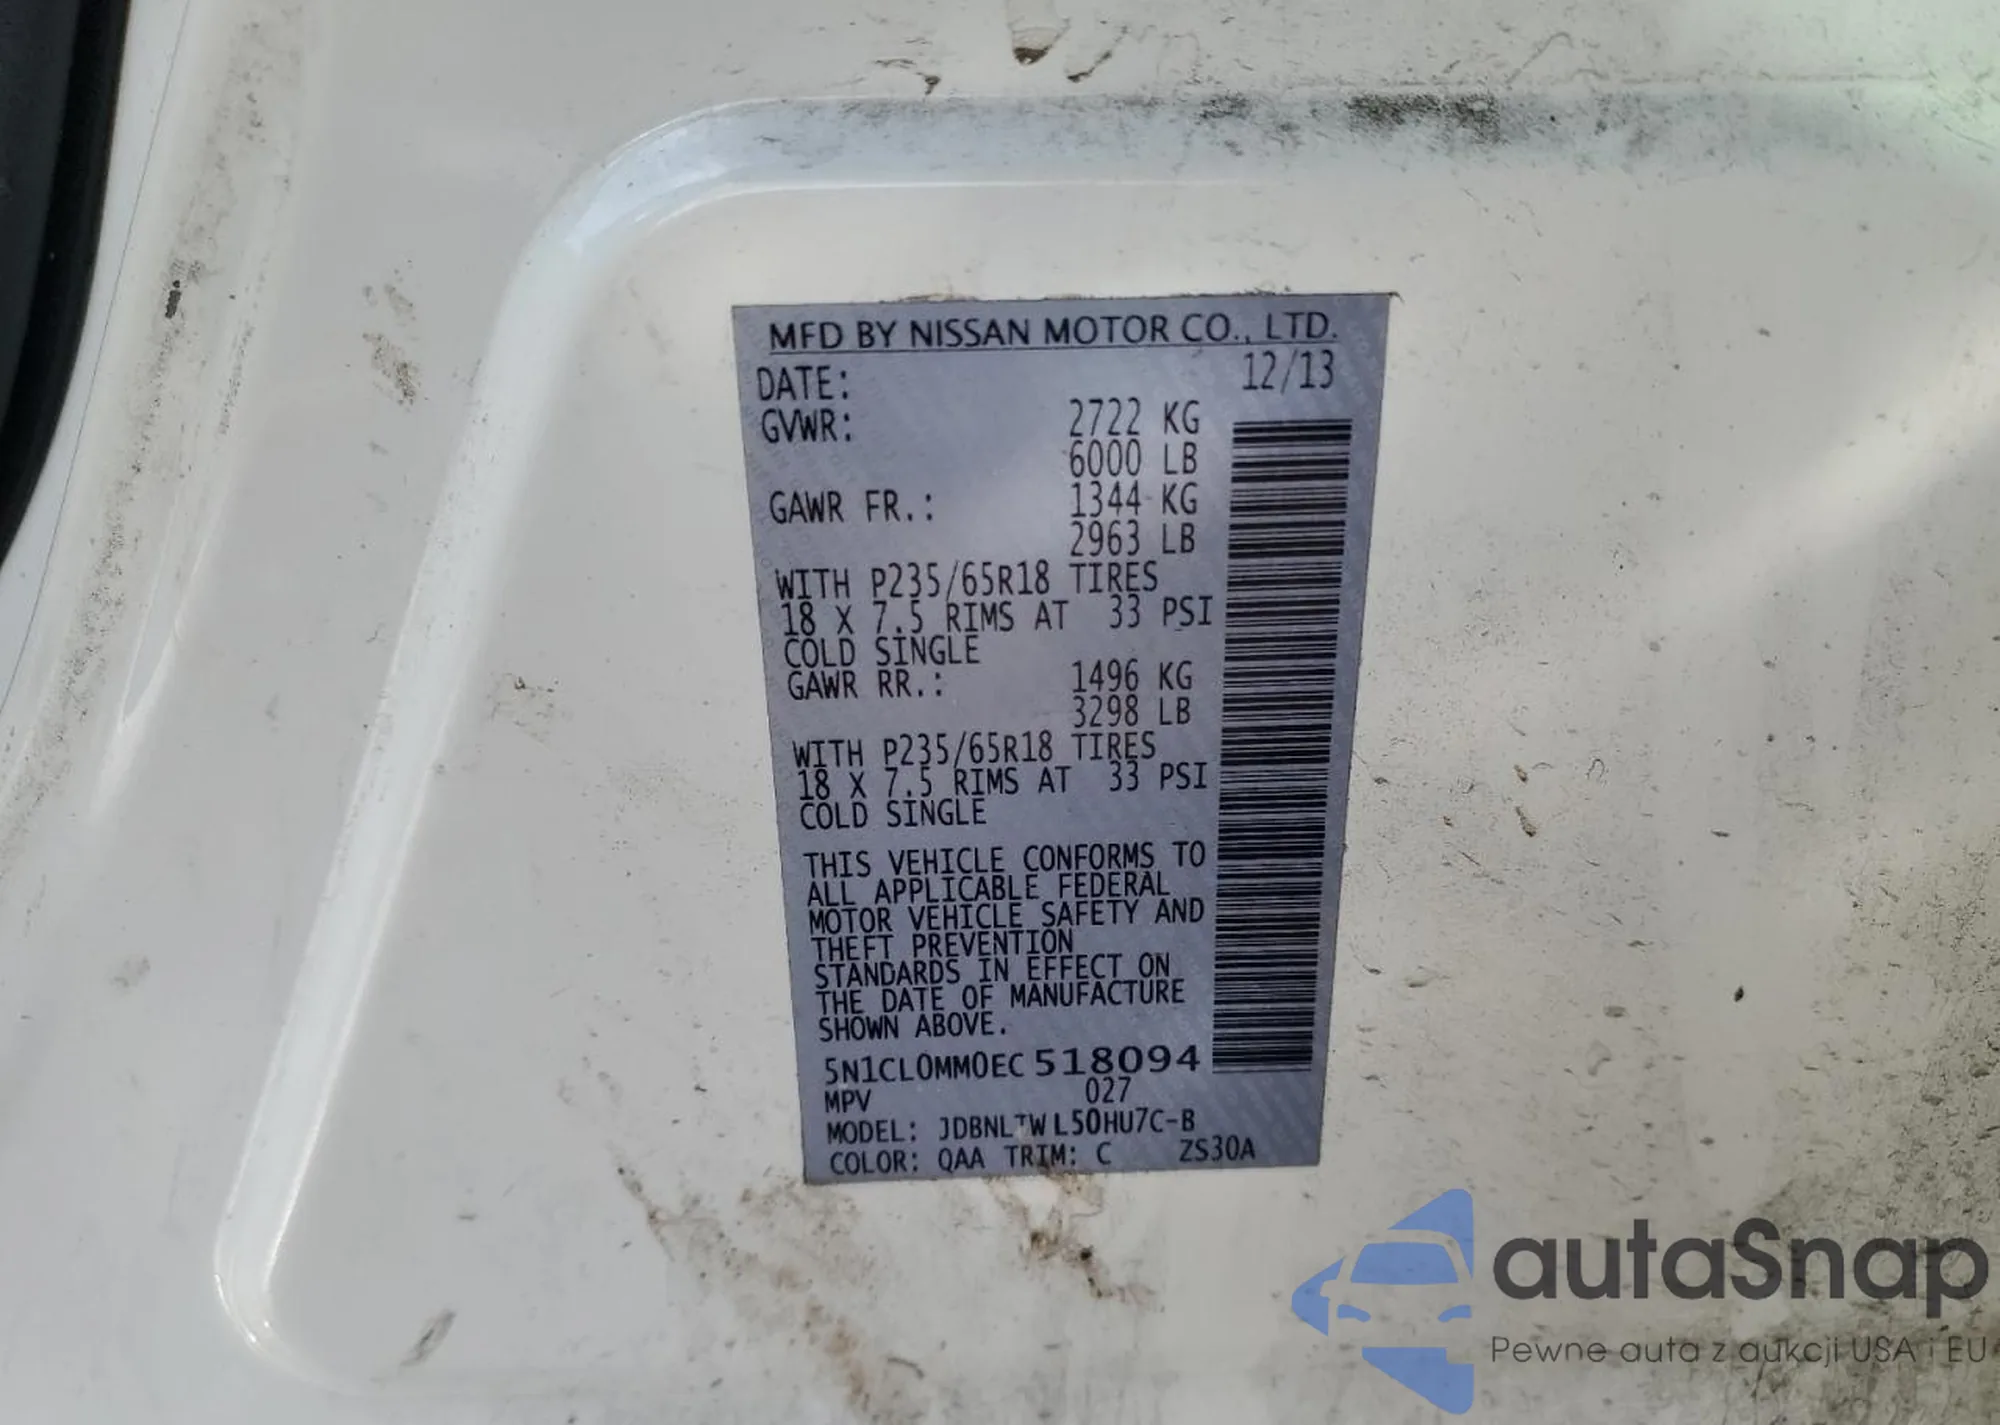 MFD BY NISSAN MOTOR CO., LTD.
DATE: 12/13
GVWR: 2722 KG
6000 LB
GAWR FR.: 1344 KG
2963 LB
WITH P235/65R18 TIRES
18 X 7.5 RIMS AT 33 PSI
COLD SINGLE
GAWR RR.: 1496 KG
3298 LB
WITH P235/65R18 TIRES
18 X 7.5 RIMS AT 33 PSI
COLD SINGLE
THIS VEHICLE CONFORMS TO
ALL APPLICABLE FEDERAL
MOTOR VEHICLE SAFETY AND
THEFT PREVENTION
STANDARDS IN EFFECT ON
THE DATE OF MANUFACTURE
SHOWN ABOVE.
5N1CL0MM0EC518094
MPV 027
MODEL: JDBNLTWL50HU7C-B
COLOR: QAA TRIM: C ZS30A
autaSnap
Pewne auta z aukcji USA i EU